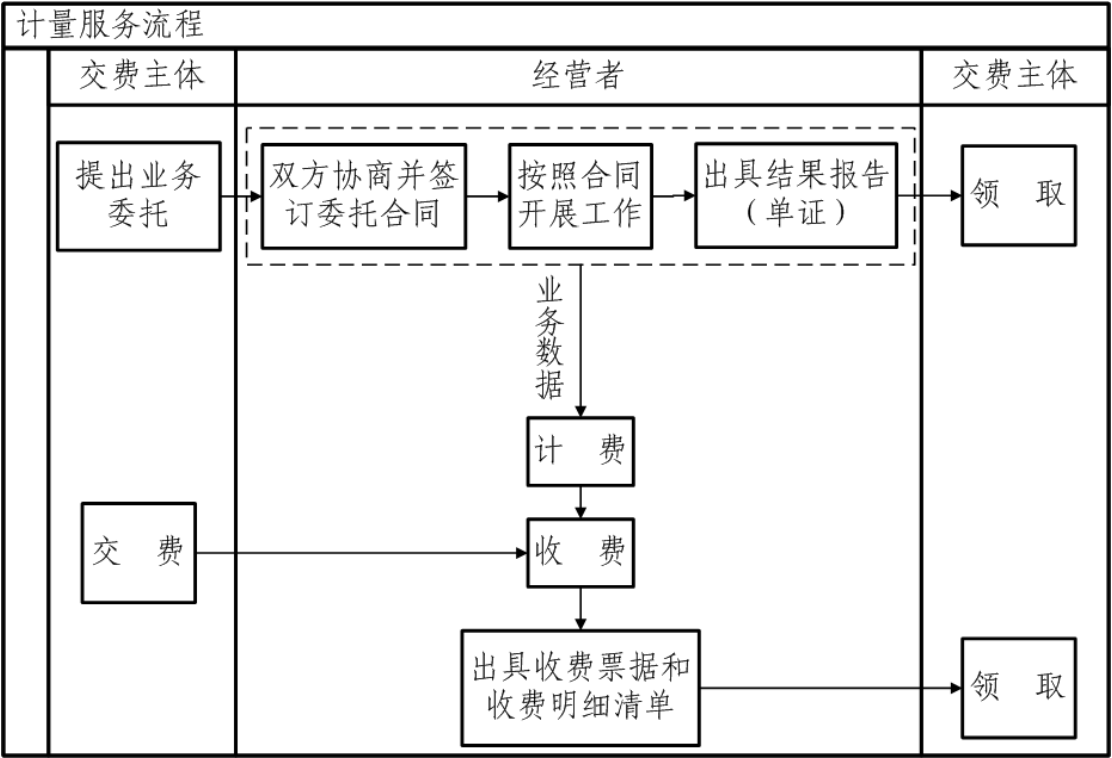 计量服务流程
交费主体
经营者
交费主体
提出业务
委托
双方协商并签
订委托合同
按照合同
开展工作
出具结果报告
（单证）
领 取
业务数据
计 费
交 费
收 费
出具收费票据和
收费明细清单
领 取